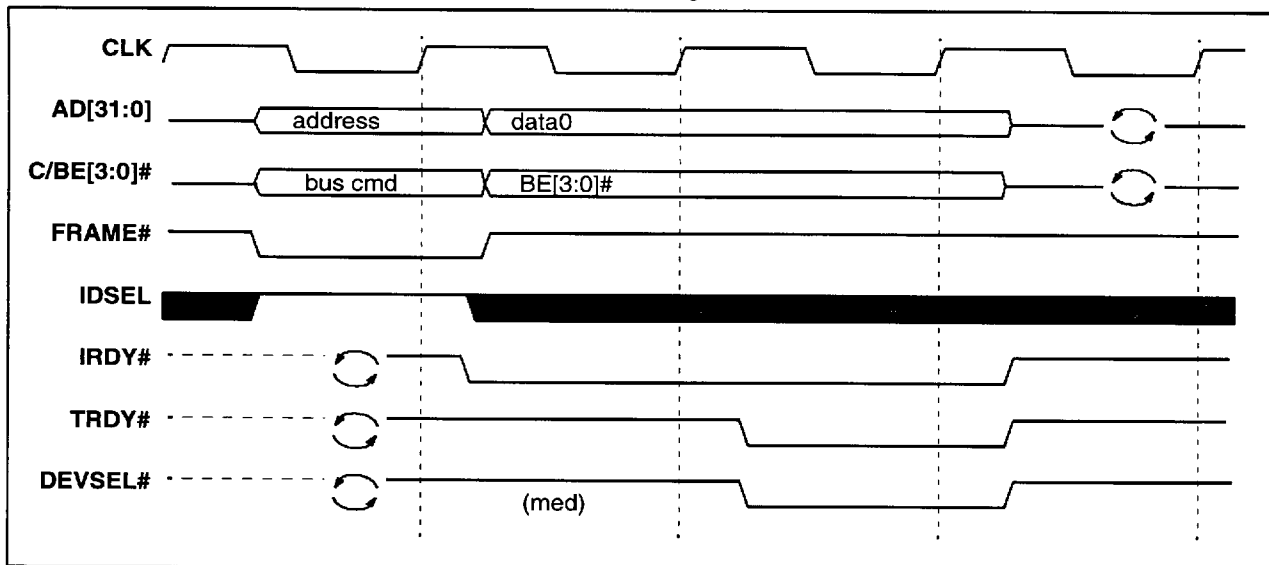 CLK
AD[31:0] address data0
C/BE[3:0]# bus cmd BE[3:0]#
FRAME#
IDSEL
IRDY#
TRDY#
DEVSEL# (med)